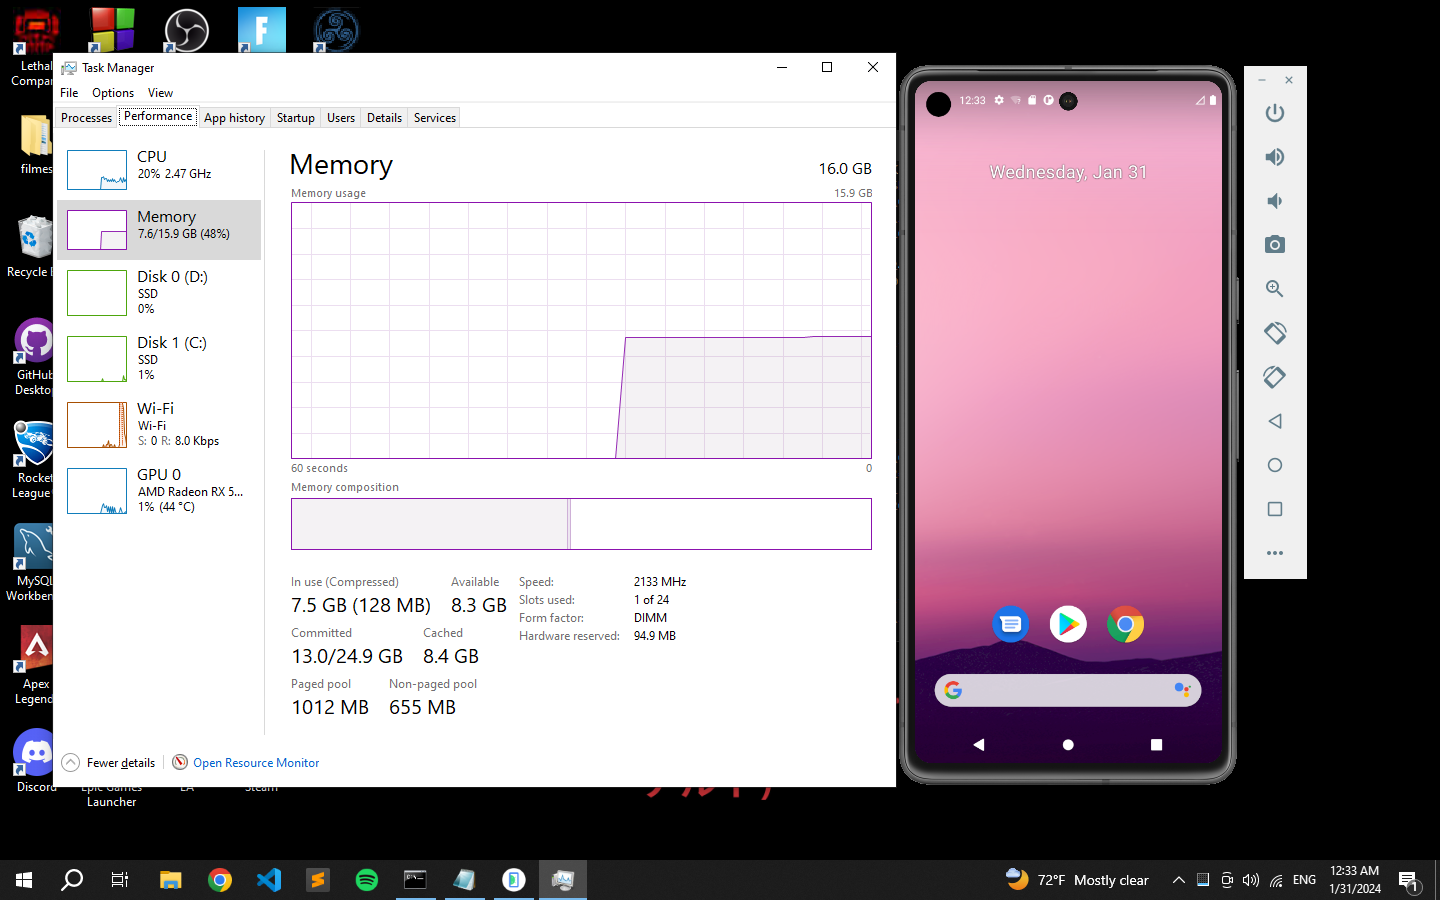 Lethal
Compar
filmes
Recycle B
GitHub
Deskto
Rocket
League
MySQL
Workben
Apex
Legend
Discord
Epic Games
Launcher
EA
Steam
Task Manager
File Options View
Processes Performance App history Startup Users Details Services
CPU
20% 2.47 GHz
Memory
7.6/15.9 GB (48%)
Disk 0 (D:)
SSD
0%
Disk 1 (C:)
SSD
1%
Wi-Fi
Wi-Fi
S: 0 R: 8.0 Kbps
GPU 0
AMD Radeon RX 5...
1% (44 °C)
Memory 16.0 GB
Memory usage 15.9 GB
60 seconds 0
Memory composition
In use (Compressed) Available
7.5 GB (128 MB) 8.3 GB
Committed Cached
13.0/24.9 GB 8.4 GB
Paged pool Non-paged pool
1012 MB 655 MB
Speed: 2133 MHz
Slots used: 1 of 24
Form factor: DIMM
Hardware reserved: 94.9 MB
Fewer details Open Resource Monitor
12:33
Wednesday, Jan 31
72°F Mostly clear
ENG
12:33 AM
1/31/2024
1